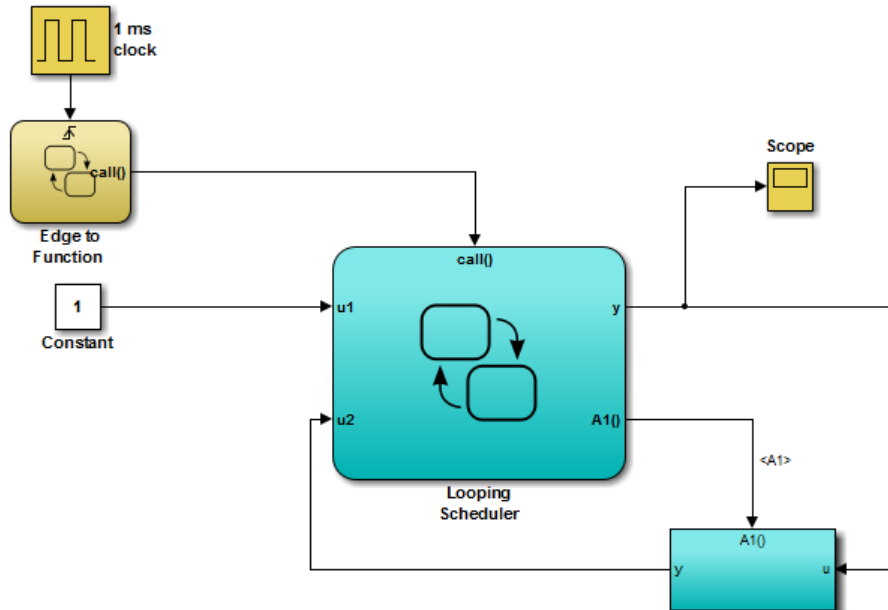 1 ms
clock
call()
Edge to
Function
Scope
call()
1
Constant
u1
y
u2
A1()
<A1>
Looping
Scheduler
A1()
y
u